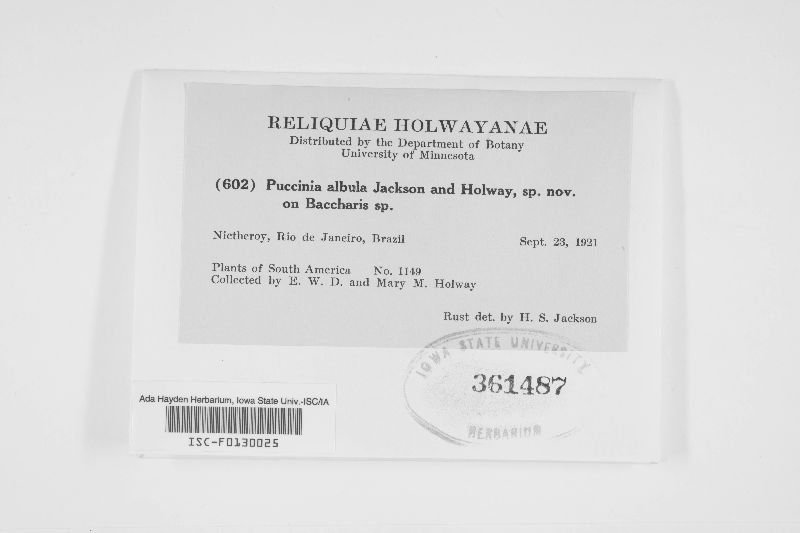 RELIQUIAE HOLWAYANAE
Distributed by the Department of Botany
University of Minnesota
(602) Puccinia albula Jackson and Holway, sp. nov.
on Baccharis sp.
Nictheroy, Rio de Janeiro, Brazil Sept. 23, 1921
Plants of South America No. 1149
Collected by E. W. D. and Mary M. Holway
Rust det. by H. S. Jackson
IOWA STATE UNIVERSITY
361487
HERBARIUM
Ada Hayden Herbarium, Iowa State Univ.-ISC/IA
ISC-F0130025